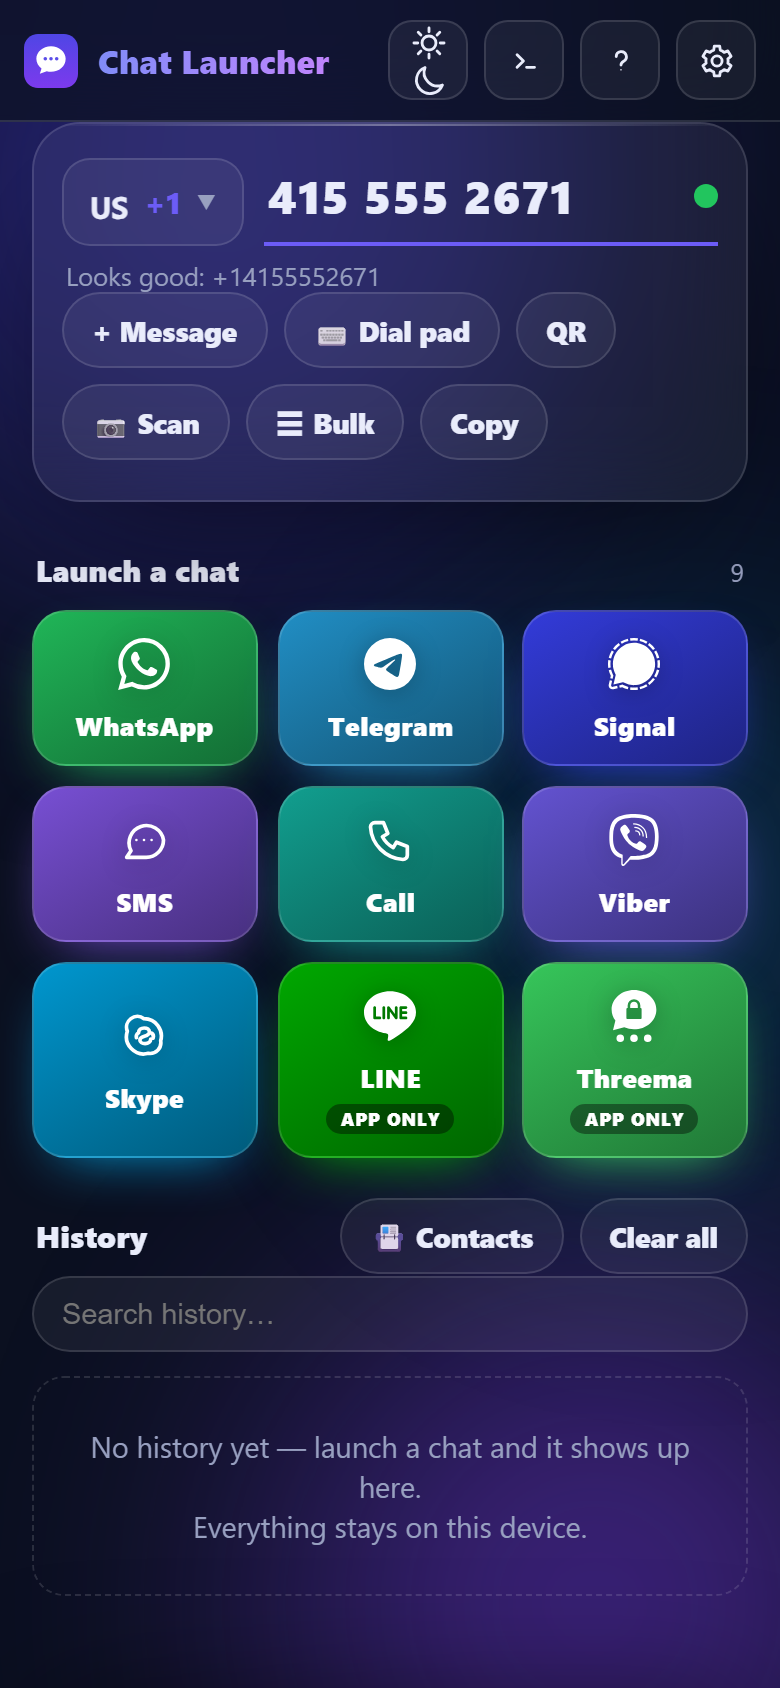 Chat Launcher
?
US +1 ▼ 415 555 2671
Looks good: +14155552671
+ Message
Dial pad
QR
Scan
☰ Bulk
Copy
Launch a chat
9
WhatsApp
Telegram
Signal
SMS
Call
Viber
Skype
LINE
LINE
APP ONLY
Threema
APP ONLY
History
Contacts
Clear all
Search history…
No history yet — launch a chat and it shows up
here.
Everything stays on this device.